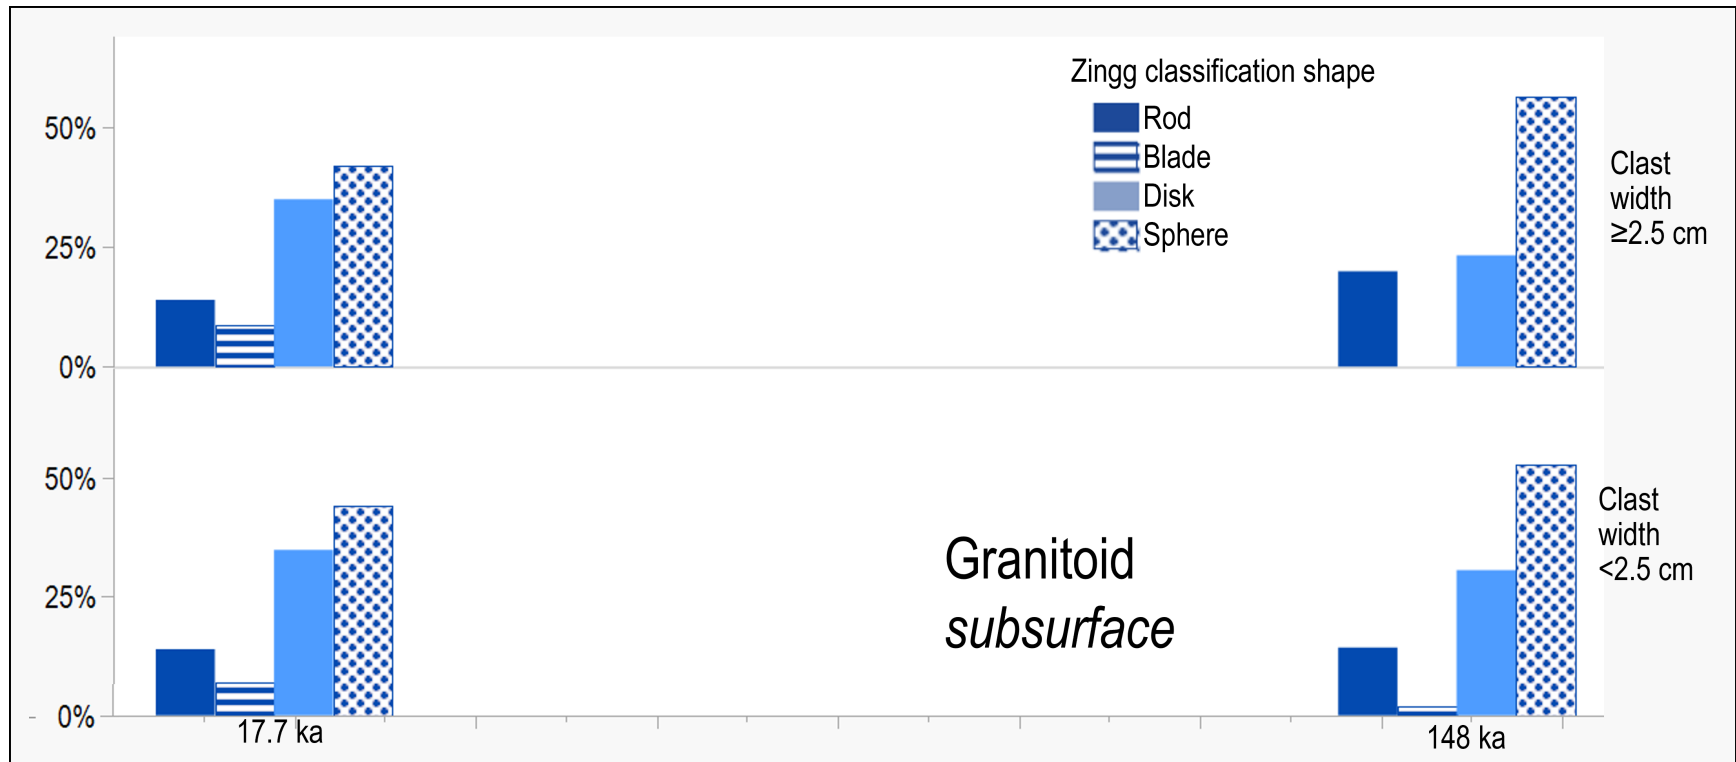 Zingg classification shape
Rod
Blade
Disk
Sphere
50%
25%
0%
Clast
width
≥2.5 cm
50%
25%
0%
Clast
width
<2.5 cm
Granitoid
subsurface
17.7 ka
148 ka